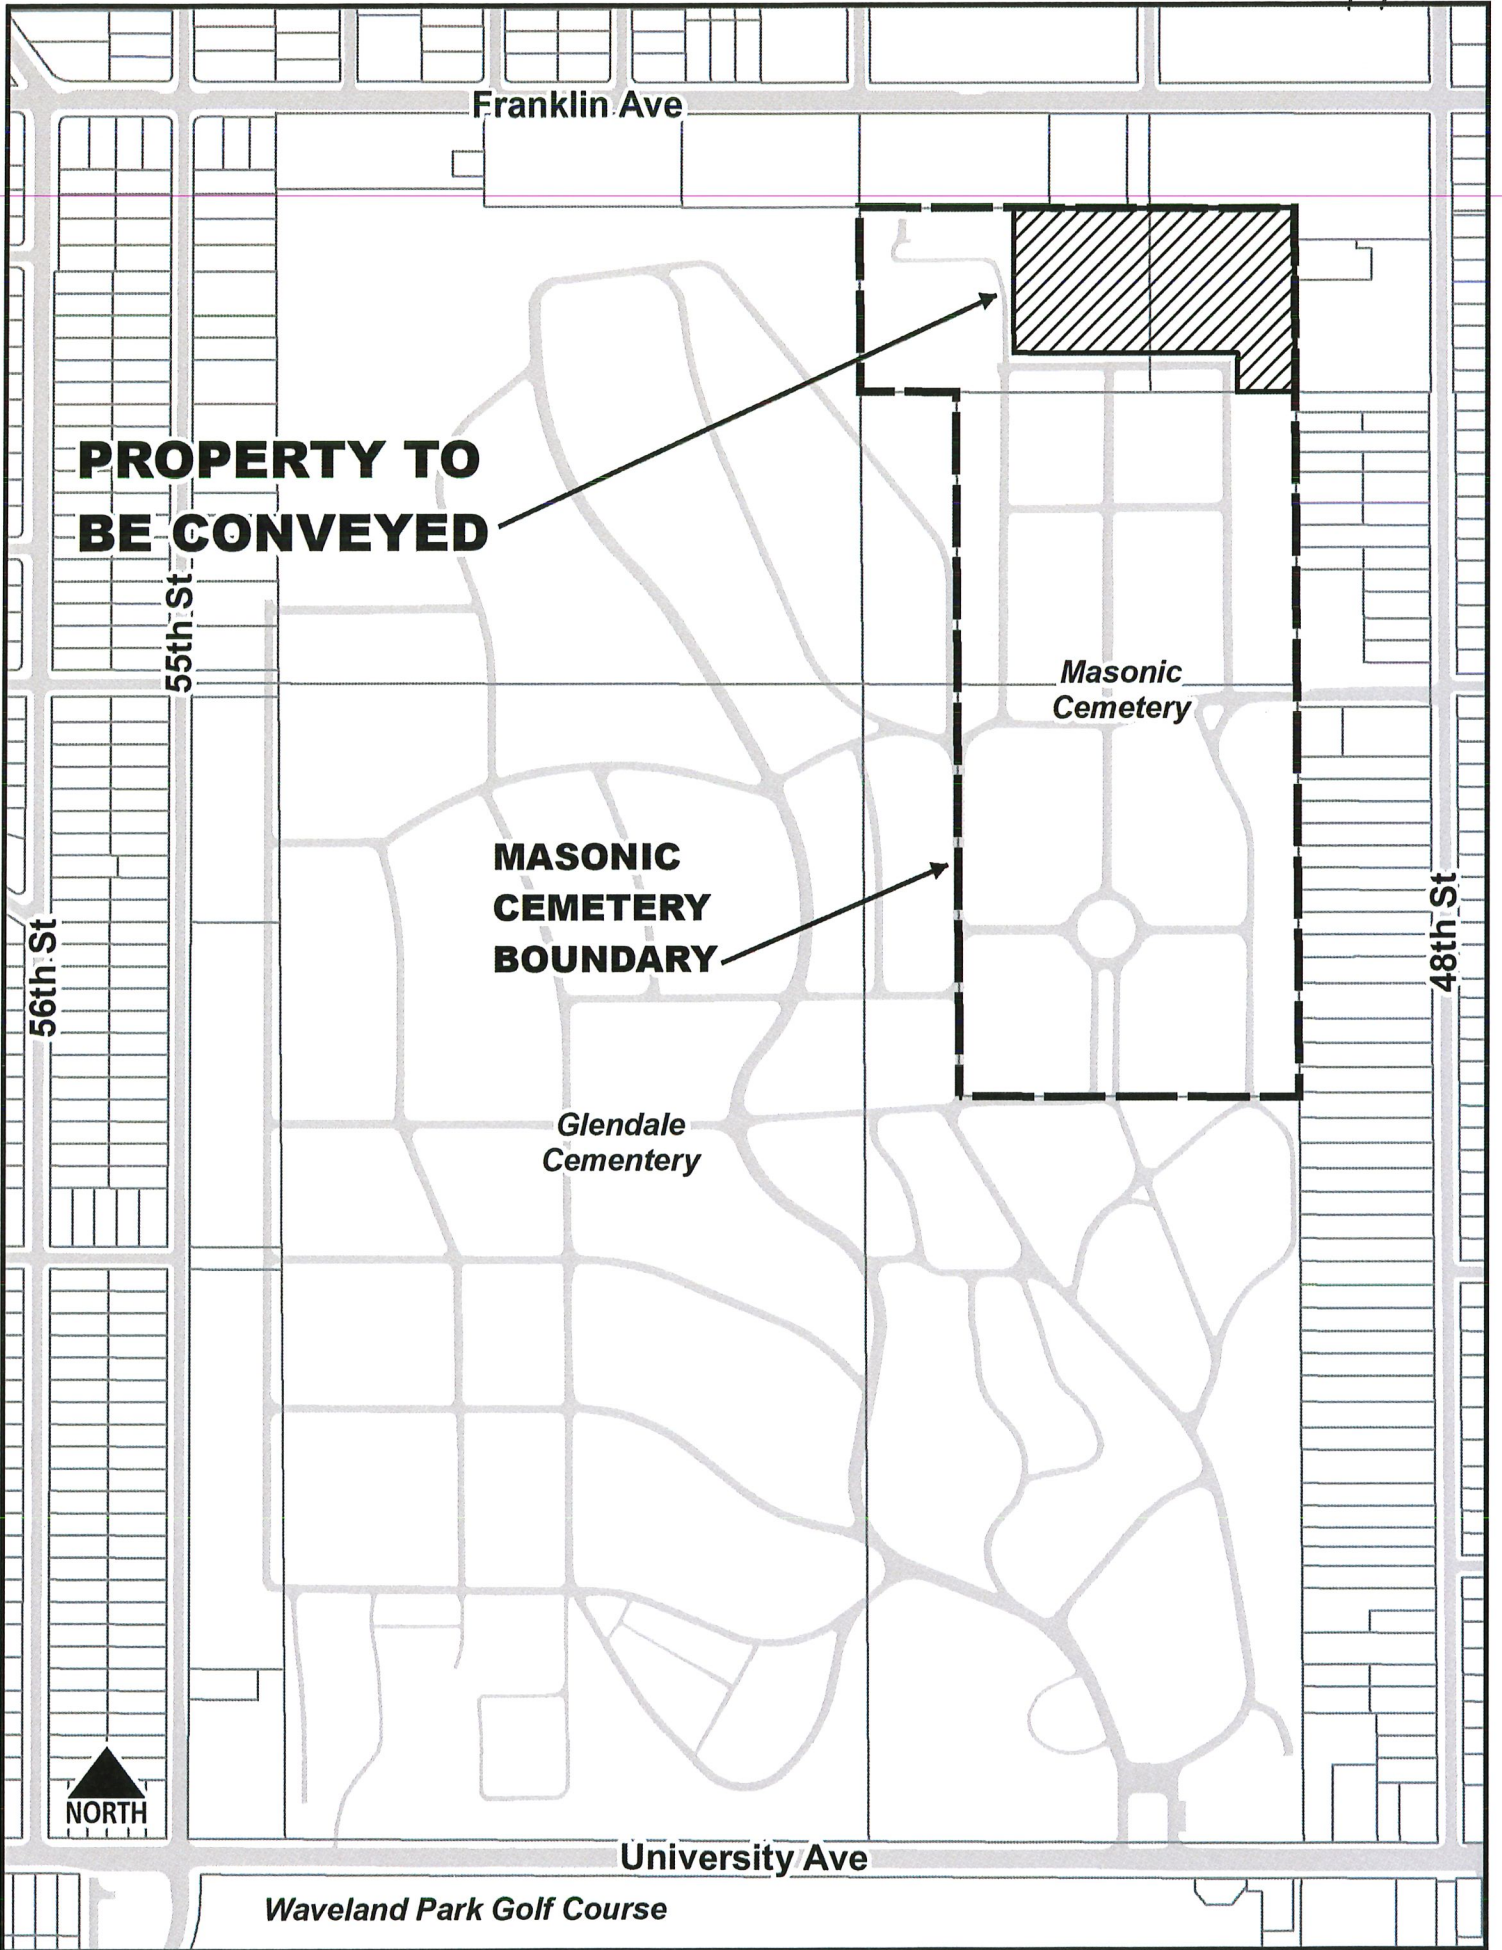 Franklin Ave
PROPERTY TO
BE CONVEYED
55th St
Masonic
Cemetery
MASONIC
CEMETERY
BOUNDARY
56th St
48th St
Glendale
Cementery
NORTH
University Ave
Waveland Park Golf Course